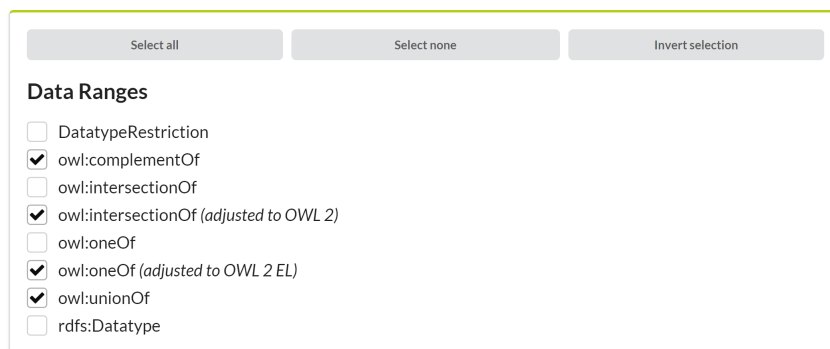 Select all Select none Invert selection
Data Ranges
DatatypeRestriction
owl:complementOf
owl:intersectionOf
owl:intersectionOf (adjusted to OWL 2)
owl:oneOf
owl:oneOf (adjusted to OWL 2 EL)
owl:unionOf
rdfs:Datatype